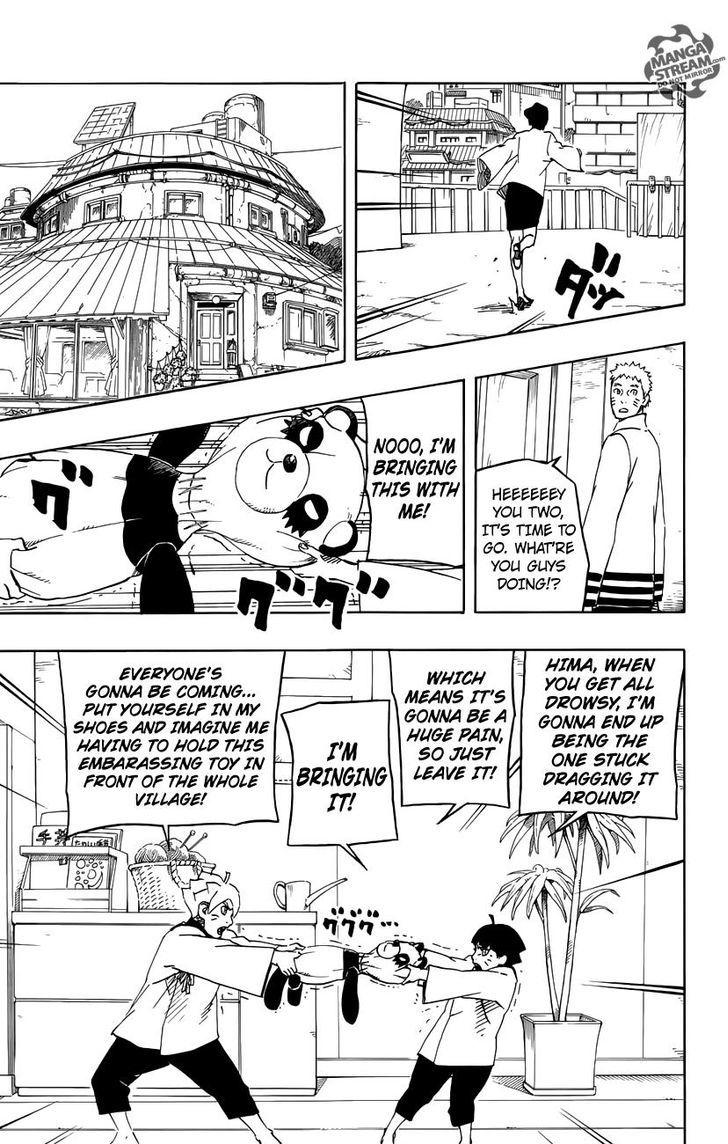 MANGA
STREAM.com
DO NOT MIRROR
ダッ
HEEEEEEY
YOU TWO,
IT'S TIME TO
GO. WHAT'RE
YOU GUYS
DOING!?
NOOO, I'M
BRINGING
THIS WITH
ME!
グググ
HIMA, WHEN
YOU GET ALL
DROWSY, I'M
GONNA END UP
BEING THE
ONE STUCK
DRAGGING IT
AROUND!
WHICH
MEANS IT'S
GONNA BE A
HUGE PAIN,
SO JUST
LEAVE IT!
I'M
BRINGING
IT!
EVERYONE'S
GONNA BE COMING...
PUT YOURSELF IN MY
SHOES AND IMAGINE ME
HAVING TO HOLD THIS
EMBARASSING TOY IN
FRONT OF THE WHOLE
VILLAGE!
グググ...